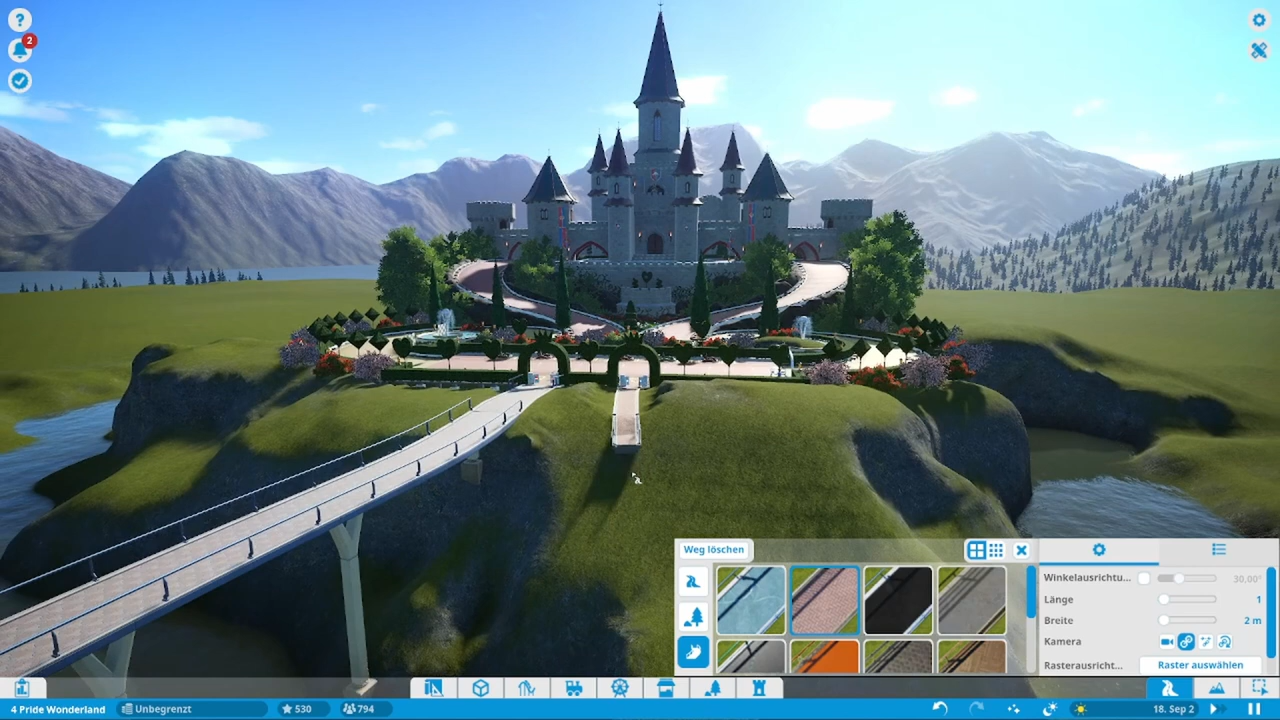 ?
2
Weg löschen
Winkelausrichtu...
30,00°
Länge
1
Breite
2 m
Kamera
Rasterausricht...
Raster auswählen
4 Pride Wonderland
Unbegrenzt
530
794
18. Sep 2